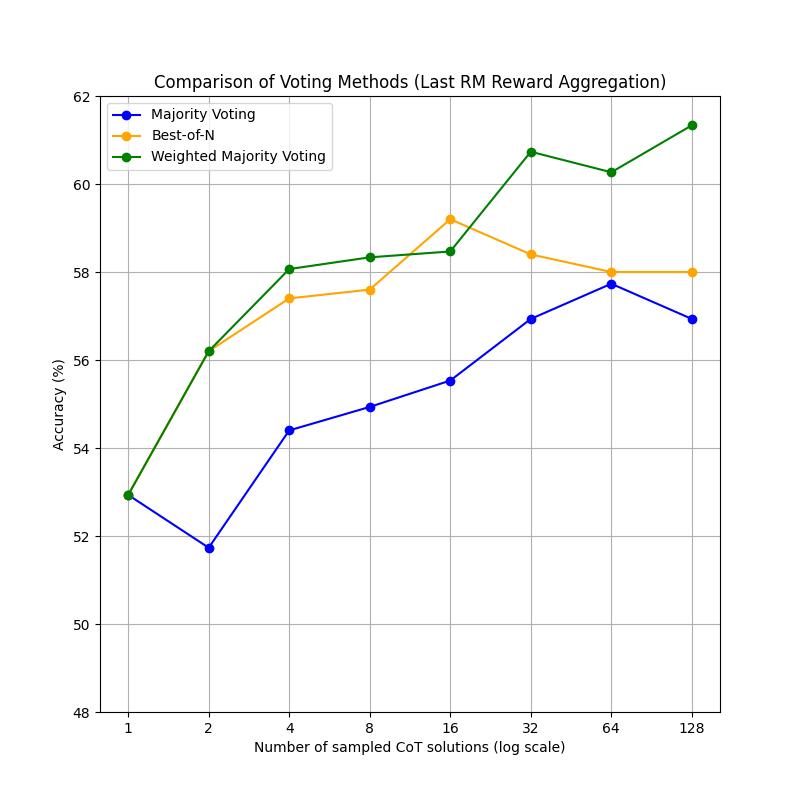 Comparison of Voting Methods (Last RM Reward Aggregation)
Majority Voting
Best-of-N
Weighted Majority Voting
Accuracy (%)
62
60
58
56
54
52
50
48
1 2 4 8 16 32 64 128
Number of sampled CoT solutions (log scale)